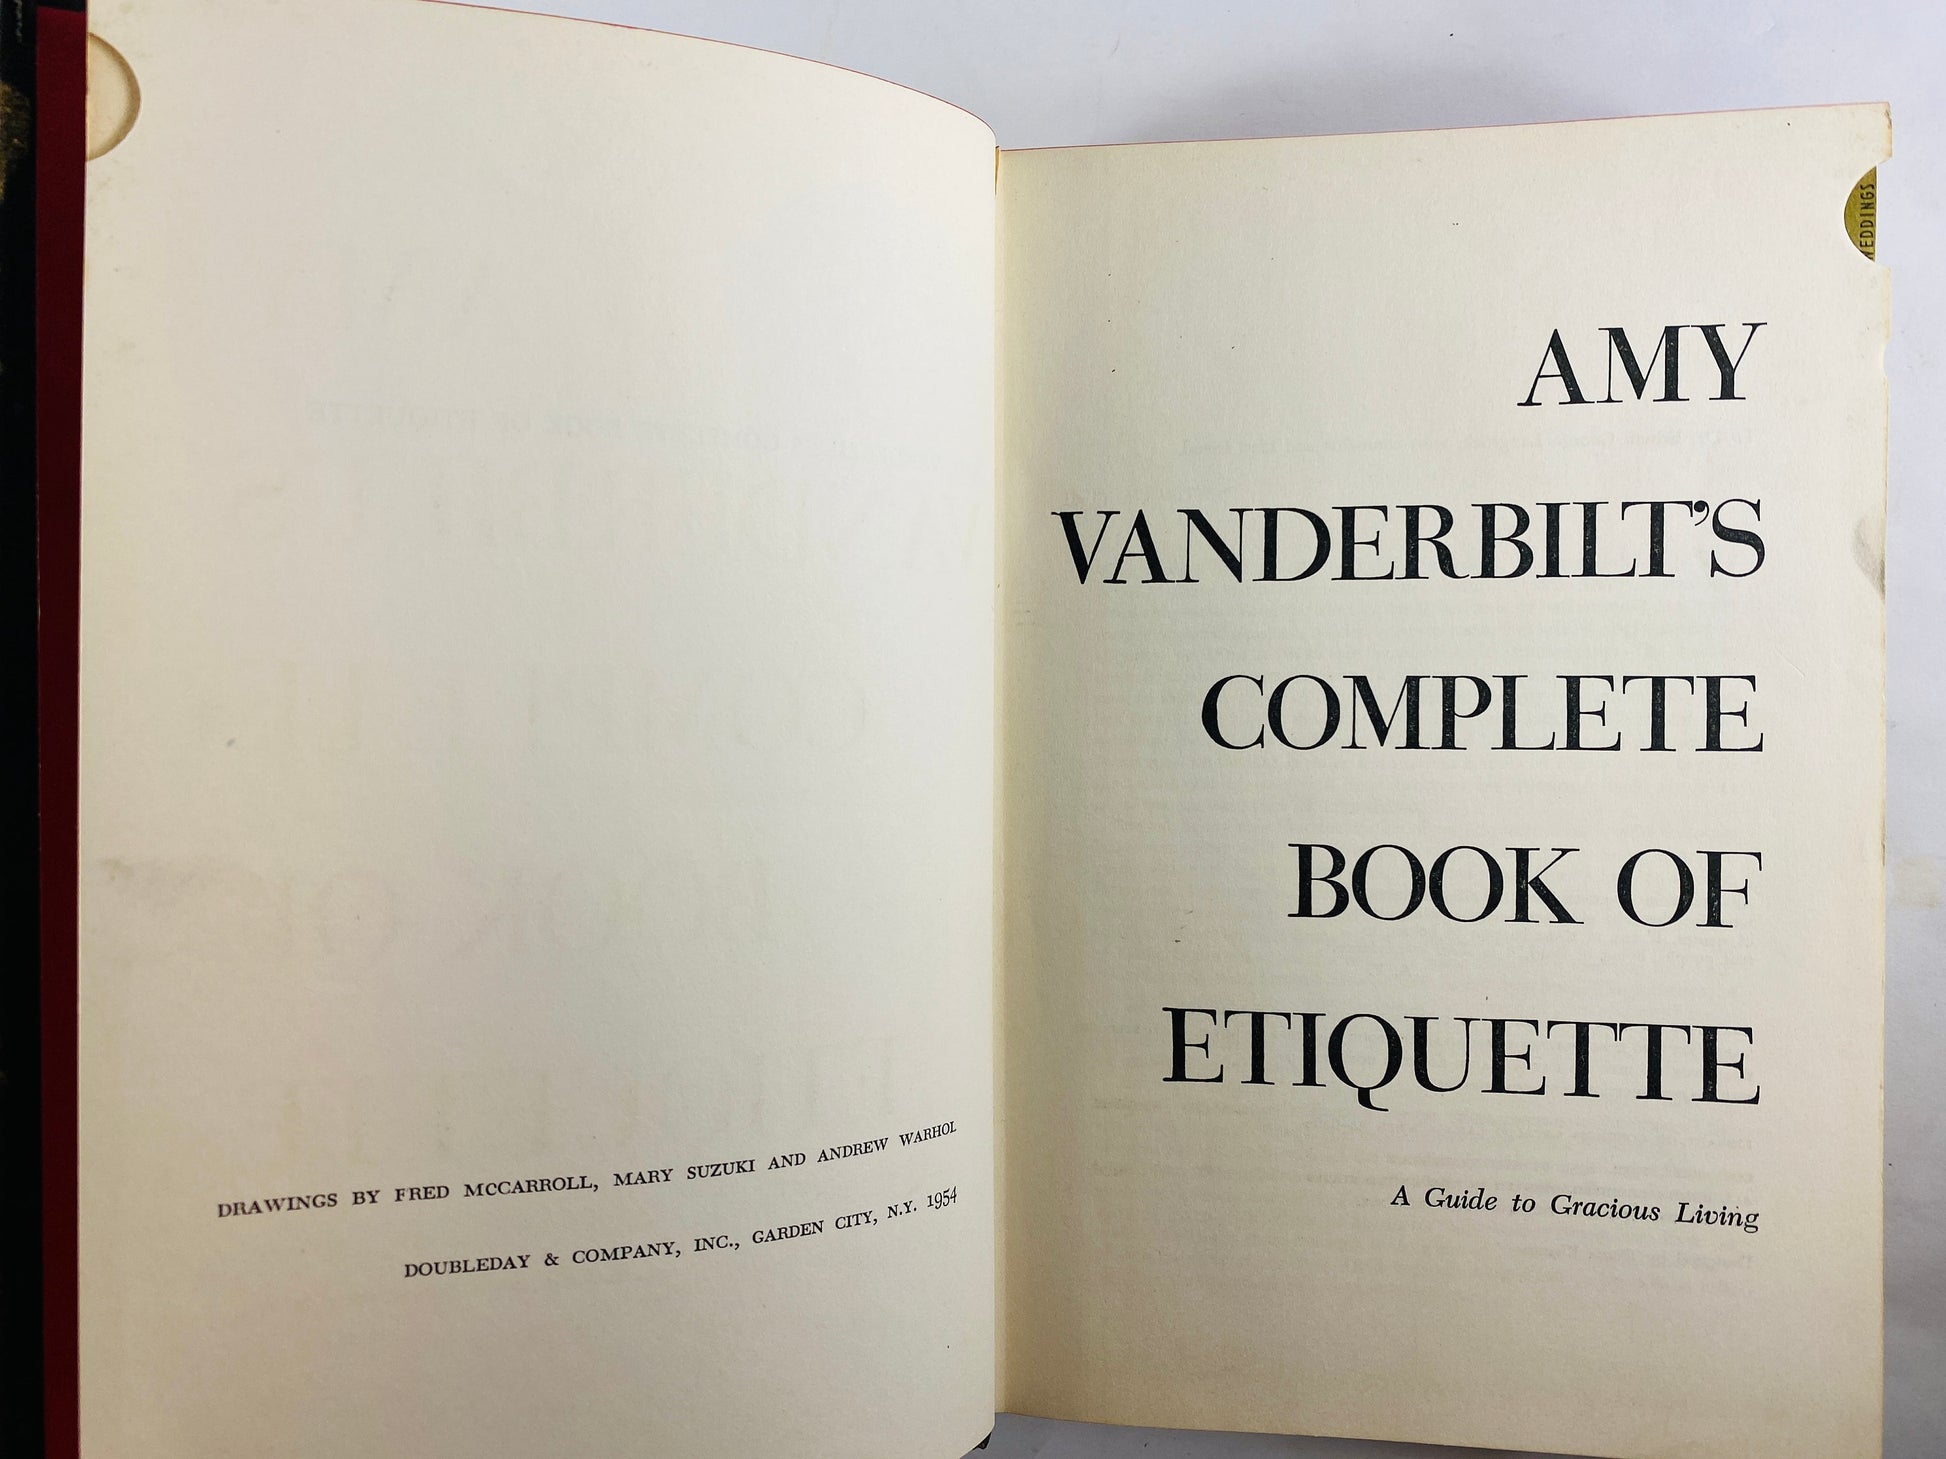 DRAWINGS BY FRED MCCARROLL, MARY SUZUKI AND ANDREW WARHOL
DOUBLEDAY & COMPANY, INC., GARDEN CITY, N.Y. 1954
WEDDINGS
AMY
VANDERBILT'S
COMPLETE
BOOK OF
ETIQUETTE
A Guide to Gracious Living